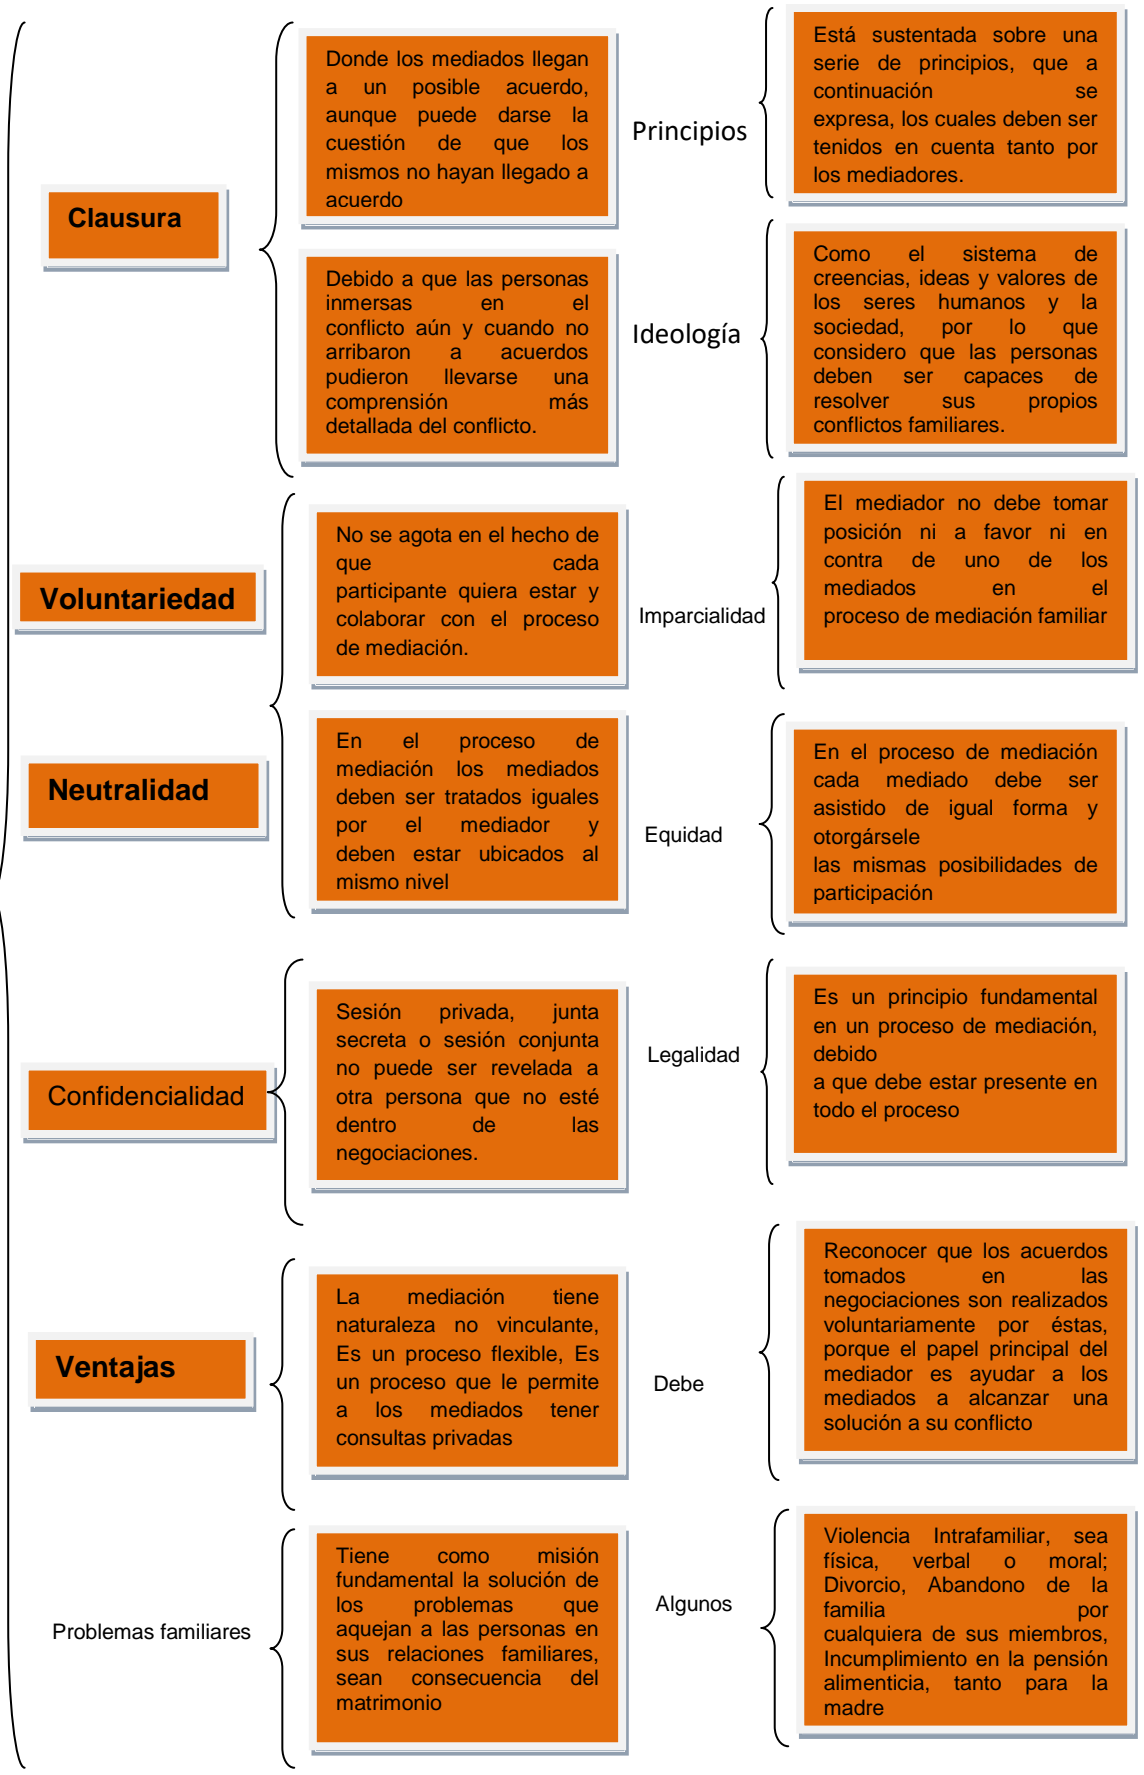 Clausura
Donde los mediados llegan
a un posible acuerdo,
aunque puede darse la
cuestión de que los
mismos no hayan llegado a
acuerdo
Principios
Está sustentada sobre una
serie de principios, que a
continuación se
expresa, los cuales deben ser
tenidos en cuenta tanto por
los mediadores.
Debido a que las personas
inmersas en el
conflicto aún y cuando no
arribaron a acuerdos
pudieron llevarse una
comprensión más
detallada del conflicto.
Ideología
Como el sistema de
creencias, ideas y valores de
los seres humanos y la
sociedad, por lo que
considero que las personas
deben ser capaces de
resolver sus propios
conflictos familiares.
Voluntariedad
No se agota en el hecho de
que cada
participante quiera estar y
colaborar con el proceso
de mediación.
Imparcialidad
El mediador no debe tomar
posición ni a favor ni en
contra de uno de los
mediados en el
proceso de mediación familiar
Neutralidad
En el proceso de
mediación los mediados
deben ser tratados iguales
por el mediador y
deben estar ubicados al
mismo nivel
Equidad
En el proceso de mediación
cada mediado debe ser
asistido de igual forma y
otorgársele
las mismas posibilidades de
participación
Confidencialidad
Sesión privada, junta
secreta o sesión conjunta
no puede ser revelada a
otra persona que no esté
dentro de las
negociaciones.
Legalidad
Es un principio fundamental
en un proceso de mediación,
debido
a que debe estar presente en
todo el proceso
Ventajas
La mediación tiene
naturaleza no vinculante,
Es un proceso flexible, Es
un proceso que le permite
a los mediados tener
consultas privadas
Debe
Reconocer que los acuerdos
tomados en las
negociaciones son realizados
voluntariamente por éstas,
porque el papel principal del
mediador es ayudar a los
mediados a alcanzar una
solución a su conflicto
Problemas familiares
Tiene como misión
fundamental la solución de
los problemas que
aquejan a las personas en
sus relaciones familiares,
sean consecuencia del
matrimonio
Algunos
Violencia Intrafamiliar, sea
física, verbal o moral;
Divorcio, Abandono de la
familia por
cualquiera de sus miembros,
Incumplimiento en la pensión
alimenticia, tanto para la
madre